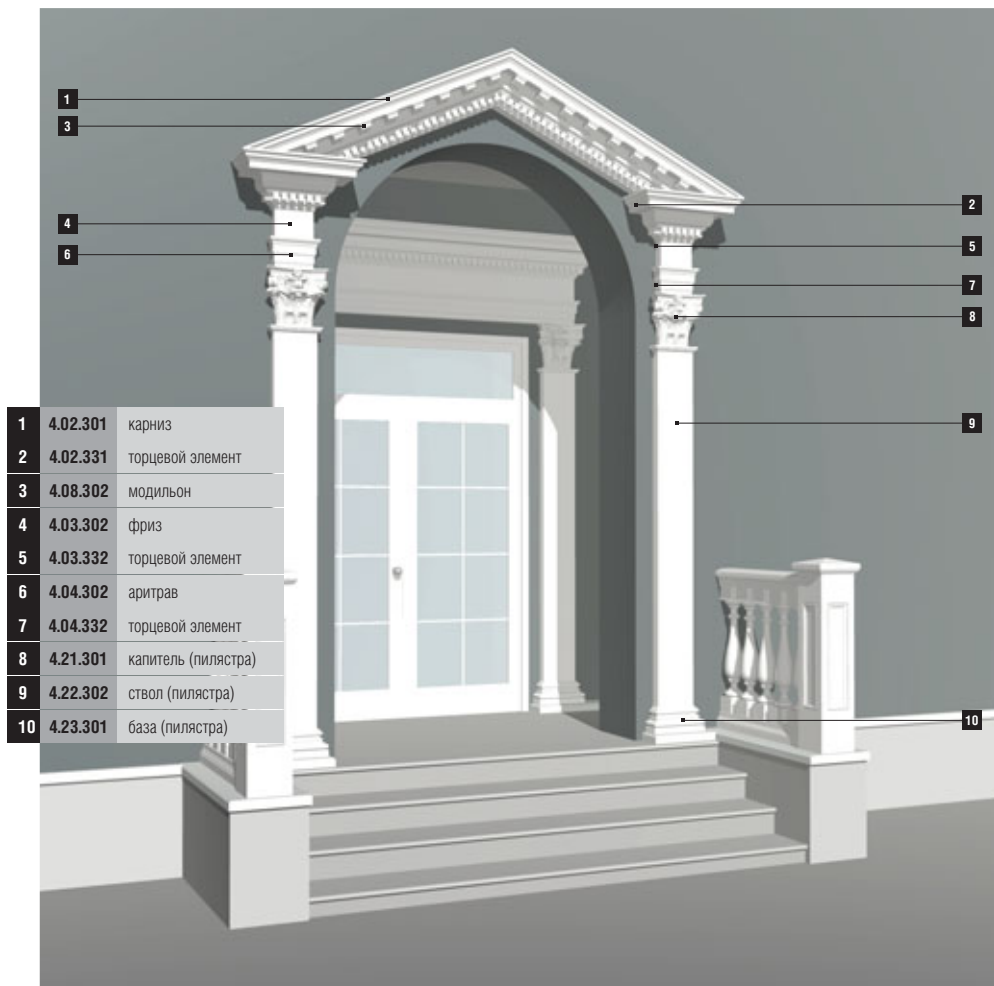 1
3
2
4
5
6
7
8
9
10
1 4.02.301 карниз
2 4.02.331 торцевой элемент
3 4.08.302 модильон
4 4.03.302 фриз
5 4.03.332 торцевой элемент
6 4.04.302 аритрав
7 4.04.332 торцевой элемент
8 4.21.301 капитель (пилястра)
9 4.22.302 ствол (пилястра)
10 4.23.301 база (пилястра)